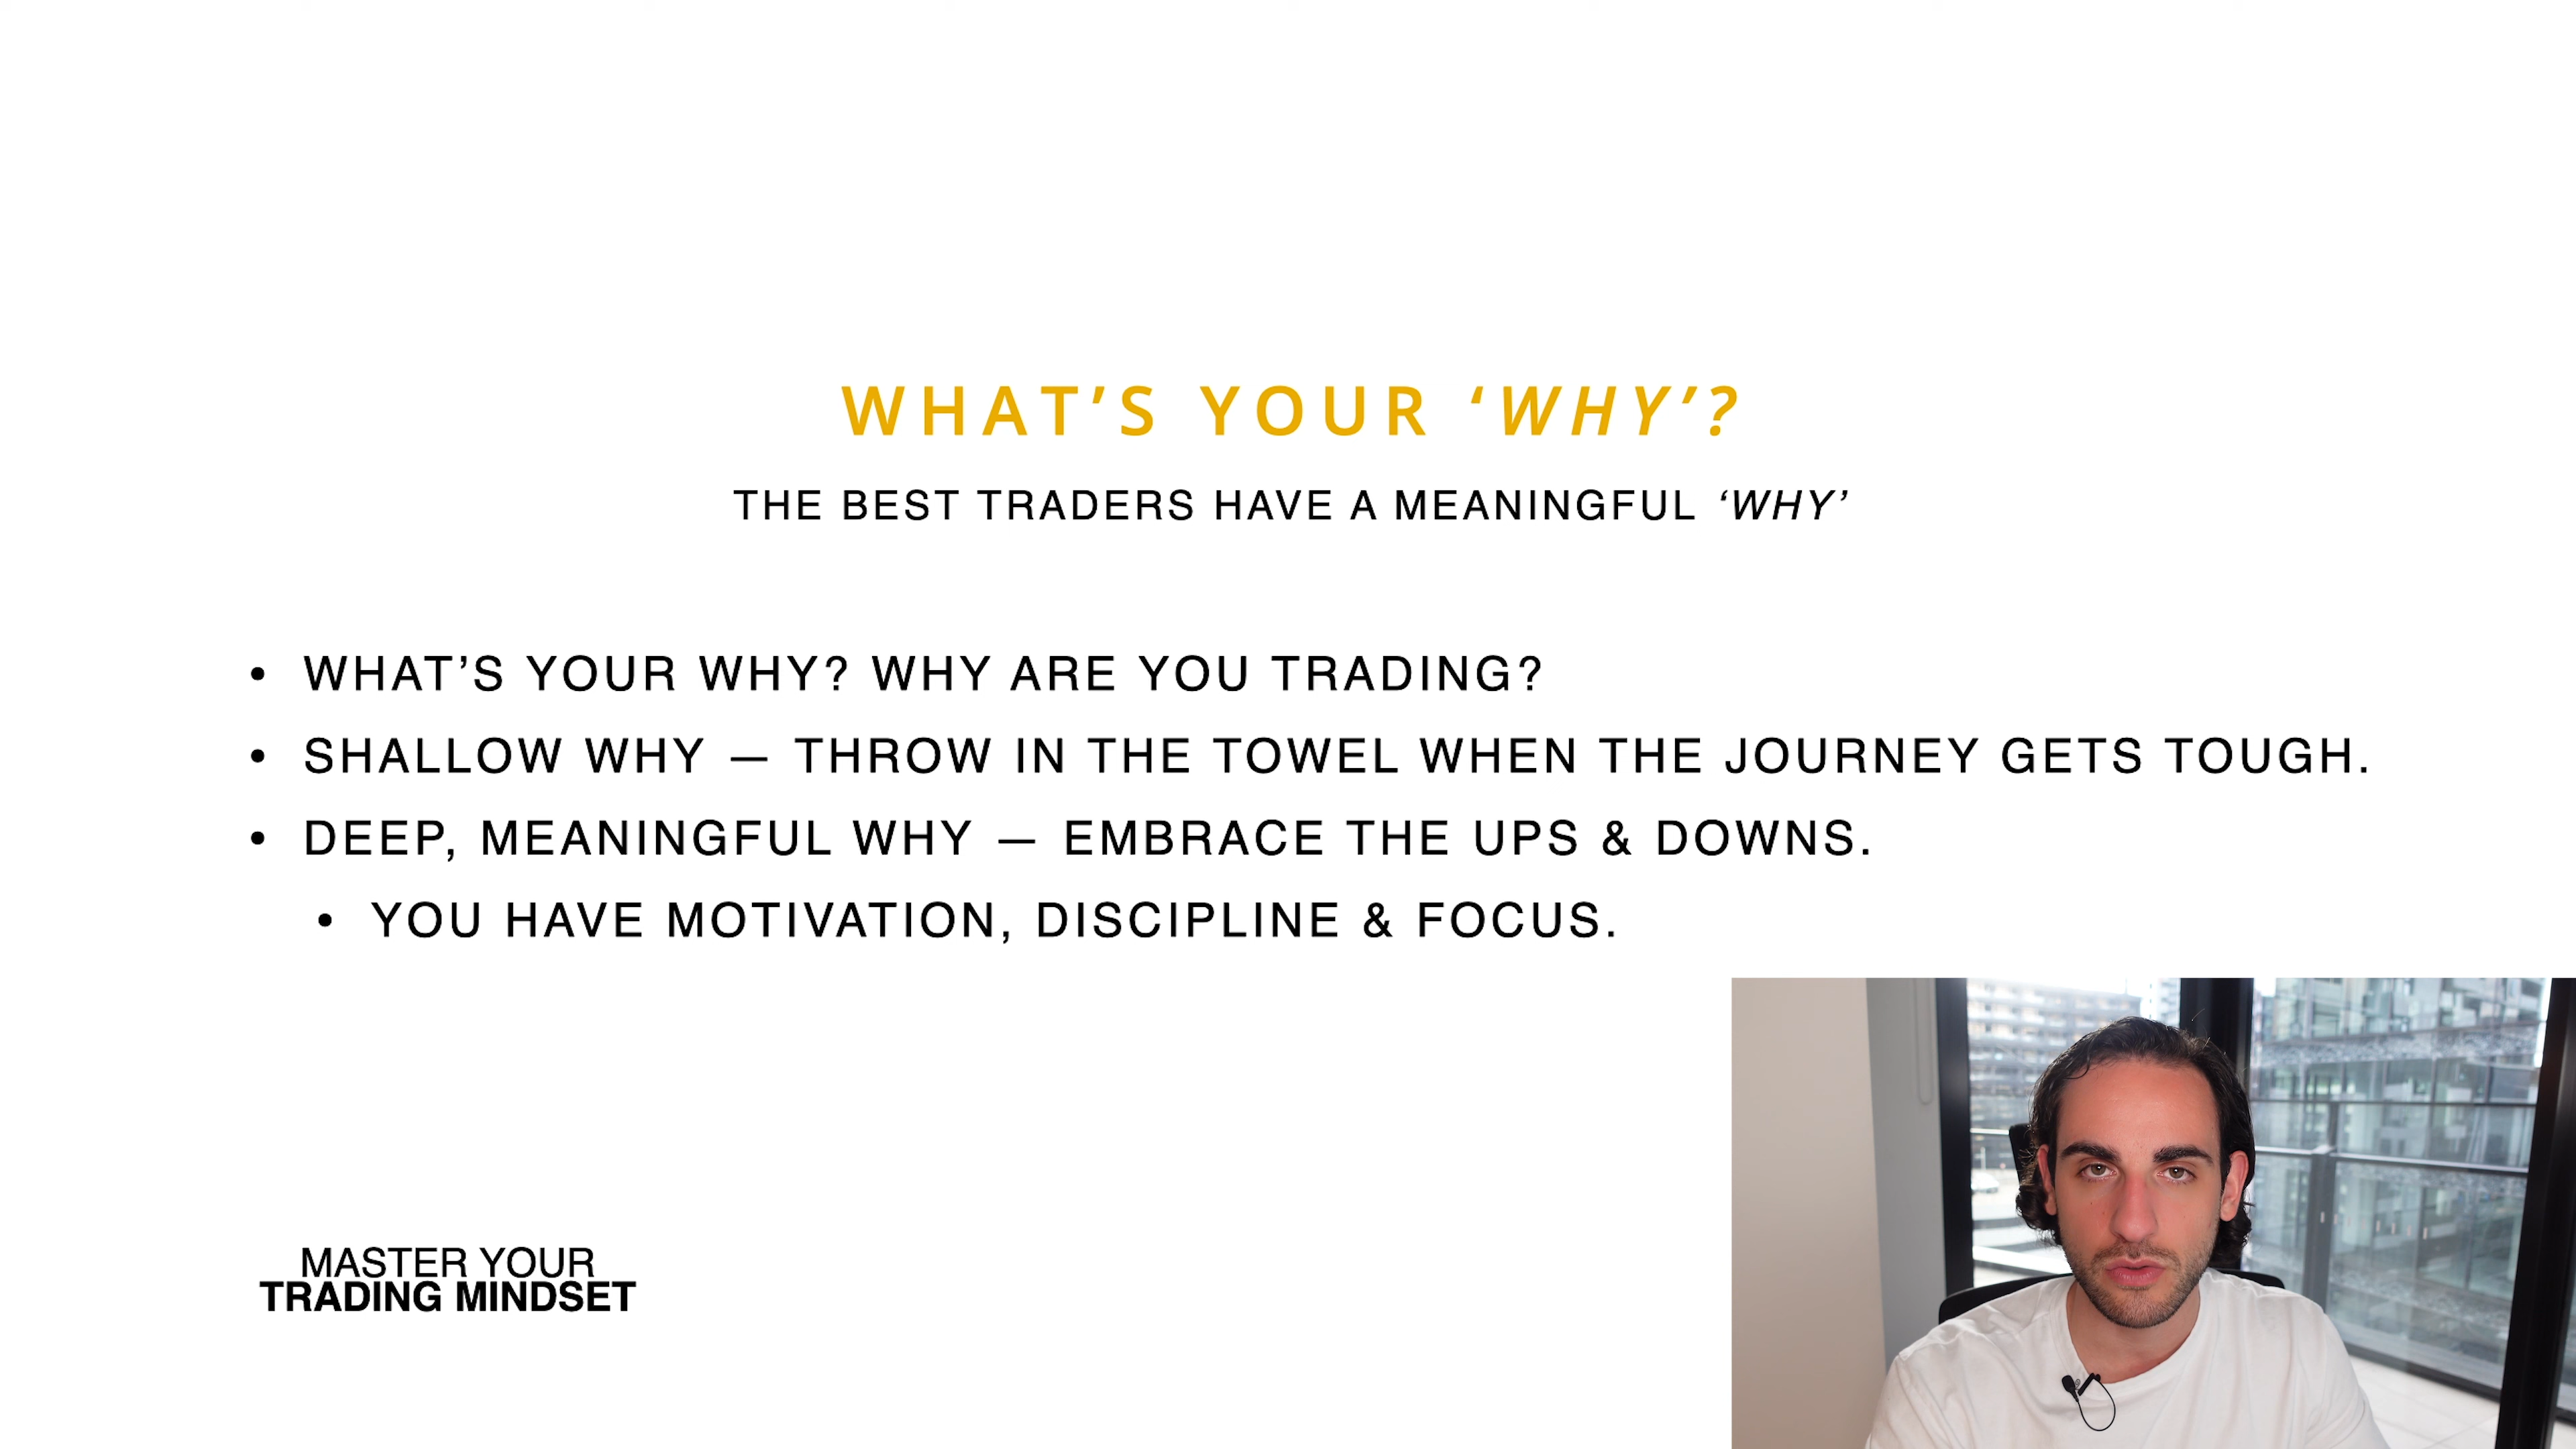 WHAT’S YOUR ‘WHY’?
THE BEST TRADERS HAVE A MEANINGFUL ‘WHY’
• WHAT’S YOUR WHY? WHY ARE YOU TRADING?
• SHALLOW WHY — THROW IN THE TOWEL WHEN THE JOURNEY GETS TOUGH.
• DEEP, MEANINGFUL WHY — EMBRACE THE UPS & DOWNS.
• YOU HAVE MOTIVATION, DISCIPLINE & FOCUS.
MASTER YOUR
TRADING MINDSET